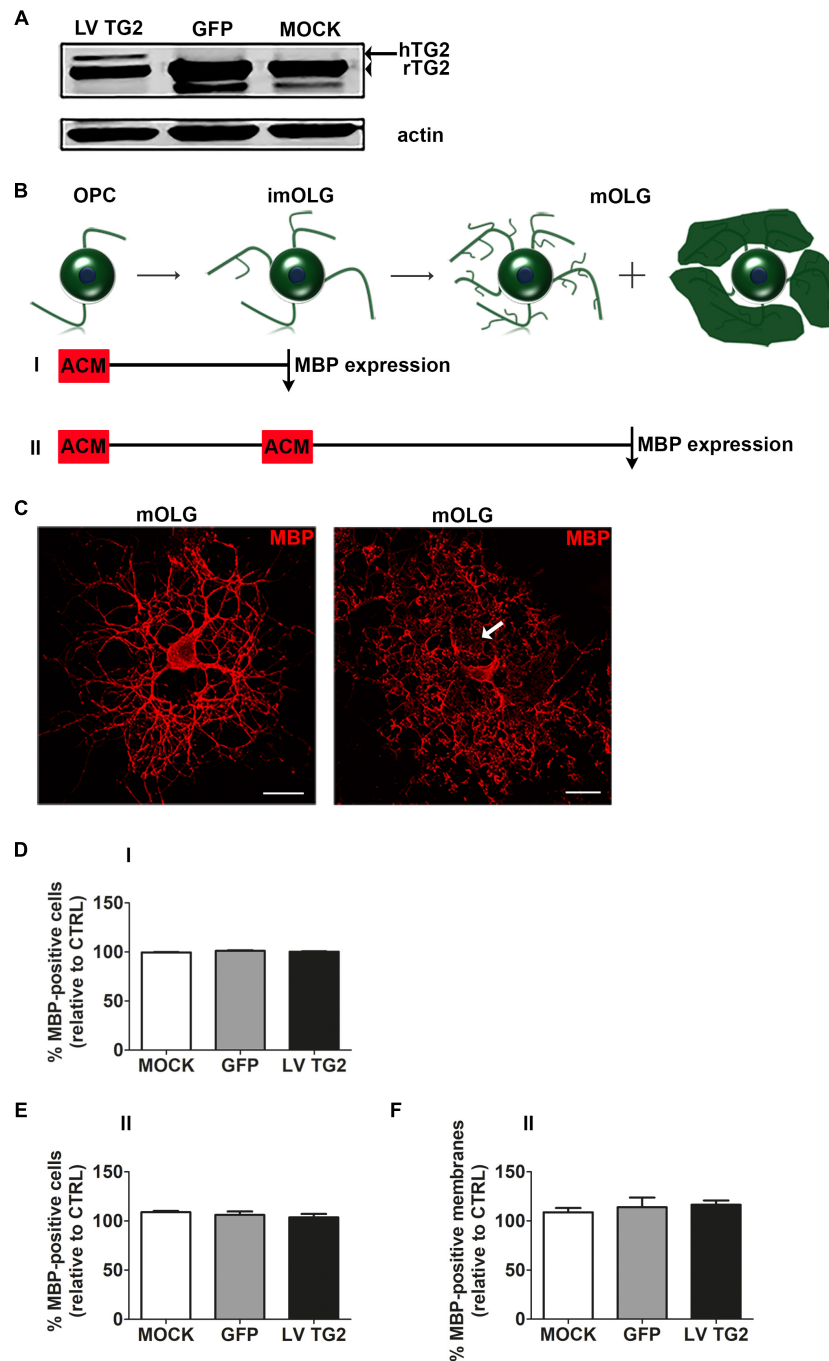 A
LV TG2 GFP MOCK
hTG2
rTG2
actin
B
OPC imOLG mOLG
I ACM MBP expression
II ACM ACM MBP expression
C
mOLG mOLG
MBP MBP
D I
% MBP-positive cells
(relative to CTRL)
150
100
50
0
MOCK GFP LV TG2
E II
% MBP-positive cells
(relative to CTRL)
150
100
50
0
MOCK GFP LV TG2
F II
% MBP-positive membranes
(relative to CTRL)
150
100
50
0
MOCK GFP LV TG2